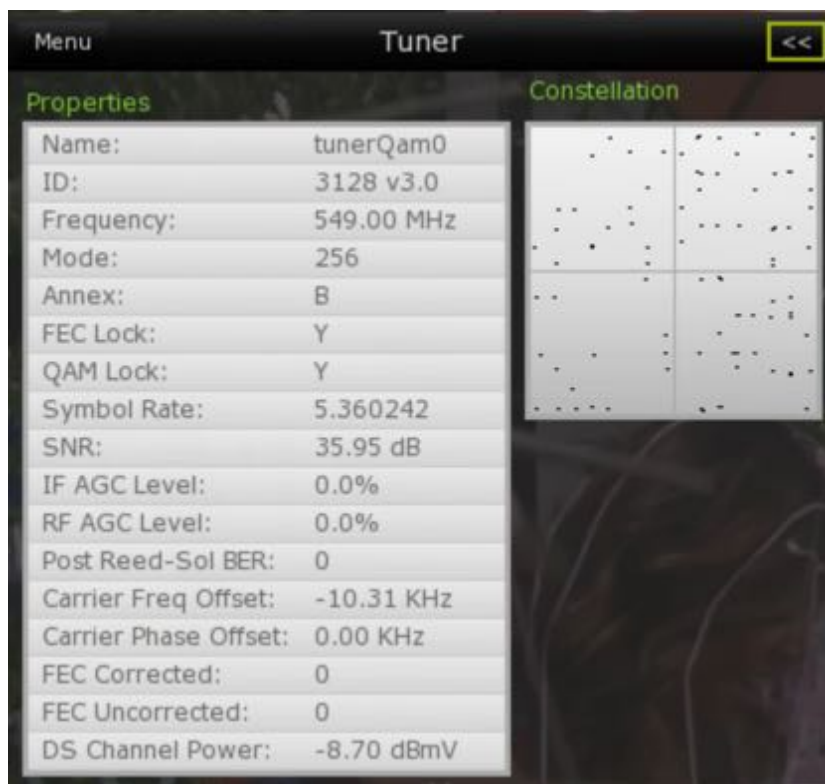 Menu Tuner <<
Properties
Name: tunerQam0
ID: 3128 v3.0
Frequency: 549.00 MHz
Mode: 256
Annex: B
FEC Lock: Y
QAM Lock: Y
Symbol Rate: 5.360242
SNR: 35.95 dB
IF AGC Level: 0.0%
RF AGC Level: 0.0%
Post Reed-Sol BER: 0
Carrier Freq Offset: -10.31 KHz
Carrier Phase Offset: 0.00 KHz
FEC Corrected: 0
FEC Uncorrected: 0
DS Channel Power: -8.70 dBmV
Constellation